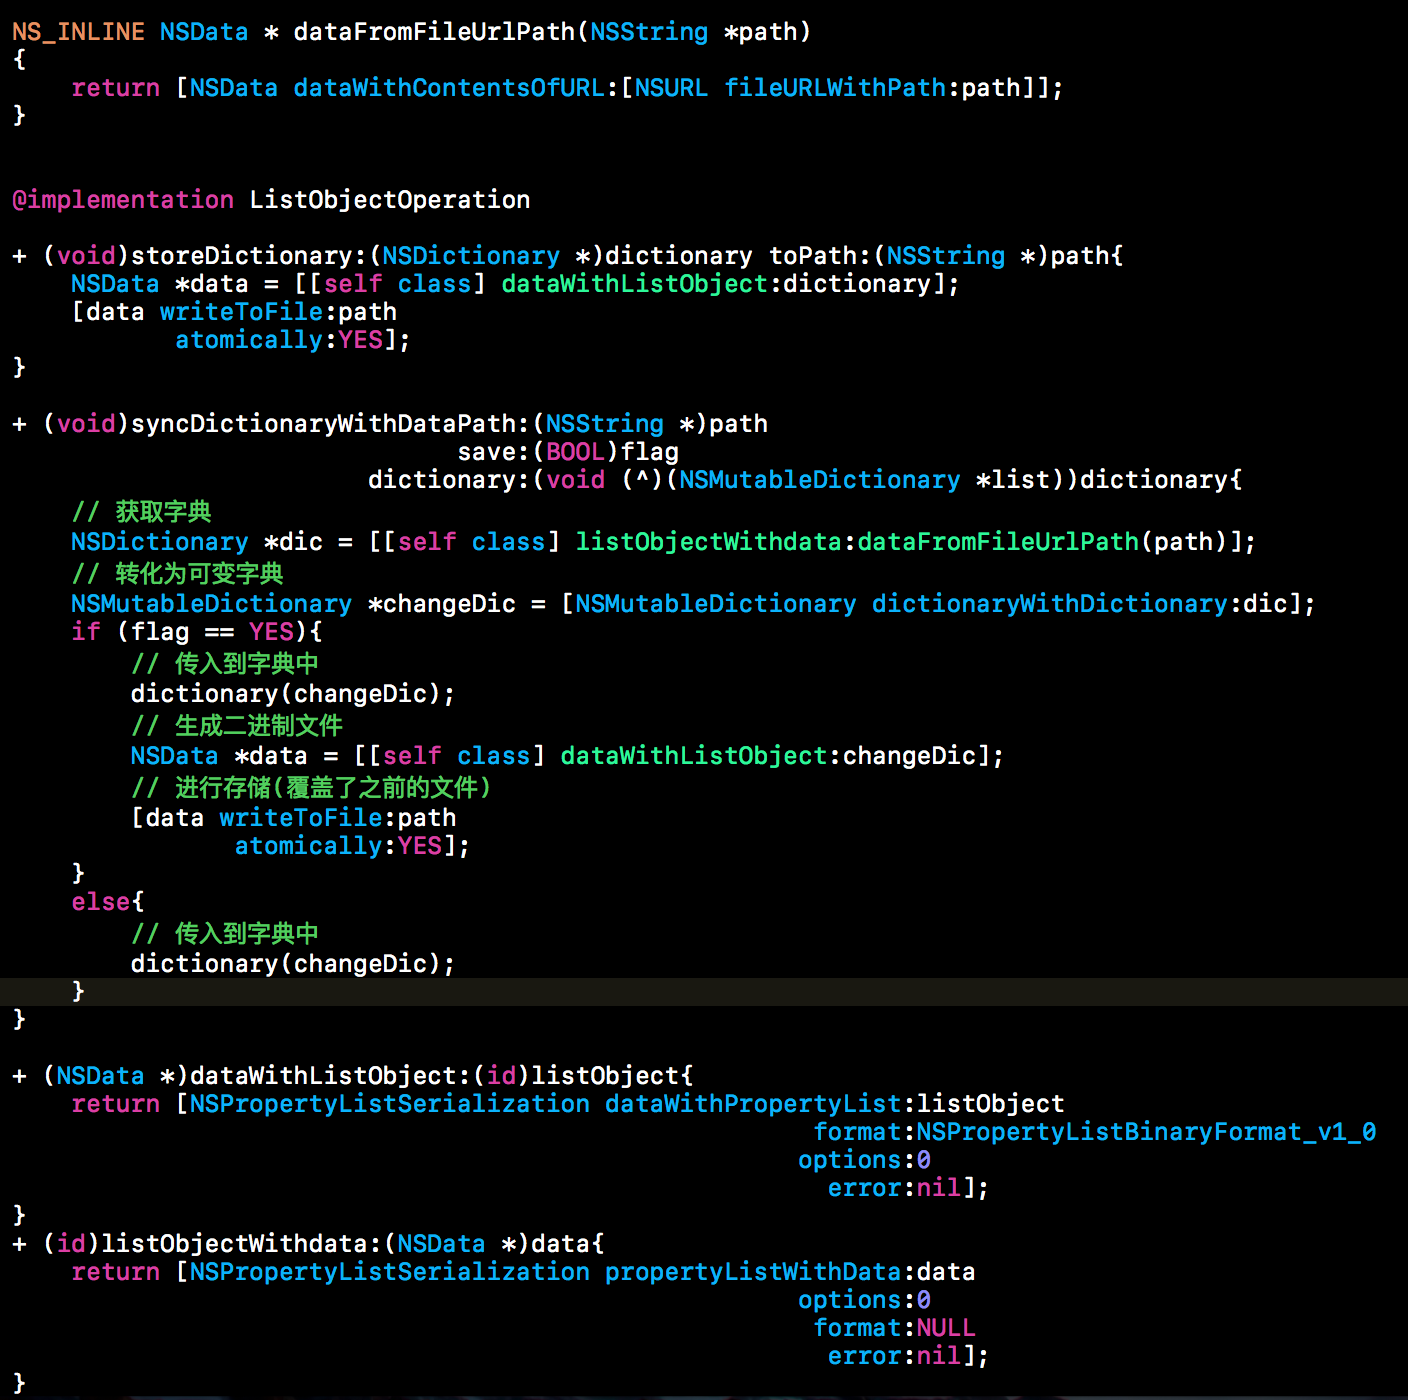 NS_INLINE NSData * dataFromFileUrlPath(NSString *path)
{
    return [NSData dataWithContentsOfURL:[NSURL fileURLWithPath:path]];
}
@implementation ListObjectOperation
+ (void)storeDictionary:(NSDictionary *)dictionary toPath:(NSString *)path{
    NSData *data = [[self class] dataWithListObject:dictionary];
    [data writeToFile:path
           atomically:YES];
}
+ (void)syncDictionaryWithDataPath:(NSString *)path
                              save:(BOOL)flag
                        dictionary:(void (^)(NSMutableDictionary *list))dictionary{
    // 获取字典
    NSDictionary *dic = [[self class] listObjectWithdata:dataFromFileUrlPath(path)];
    // 转化为可变字典
    NSMutableDictionary *changeDic = [NSMutableDictionary dictionaryWithDictionary:dic];
    if (flag == YES){
        // 传入到字典中
        dictionary(changeDic);
        // 生成二进制文件
        NSData *data = [[self class] dataWithListObject:changeDic];
        // 进行存储(覆盖了之前的文件)
        [data writeToFile:path
               atomically:YES];
    }
    else{
        // 传入到字典中
        dictionary(changeDic);
    }
}
+ (NSData *)dataWithListObject:(id)listObject{
    return [NSPropertyListSerialization dataWithPropertyList:listObject
                                                      format:NSPropertyListBinaryFormat_v1_0
                                                     options:0
                                                       error:nil];
}
+ (id)listObjectWithdata:(NSData *)data{
    return [NSPropertyListSerialization propertyListWithData:data
                                                     options:0
                                                      format:NULL
                                                       error:nil];
}